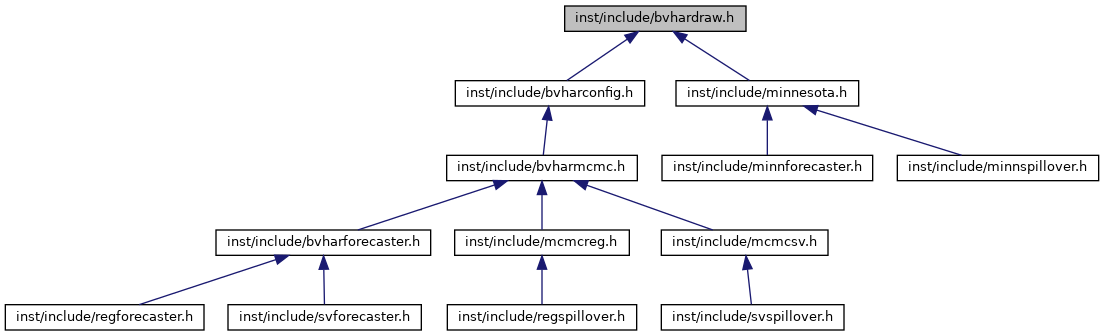 inst/include/bvhardraw.h
inst/include/bvharconfig.h
inst/include/minnesota.h
inst/include/bvharmcmc.h
inst/include/minnforecaster.h
inst/include/minnspillover.h
inst/include/bvharforecaster.h
inst/include/mcmcreg.h
inst/include/mcmcsv.h
inst/include/regforecaster.h
inst/include/svforecaster.h
inst/include/regspillover.h
inst/include/svspillover.h